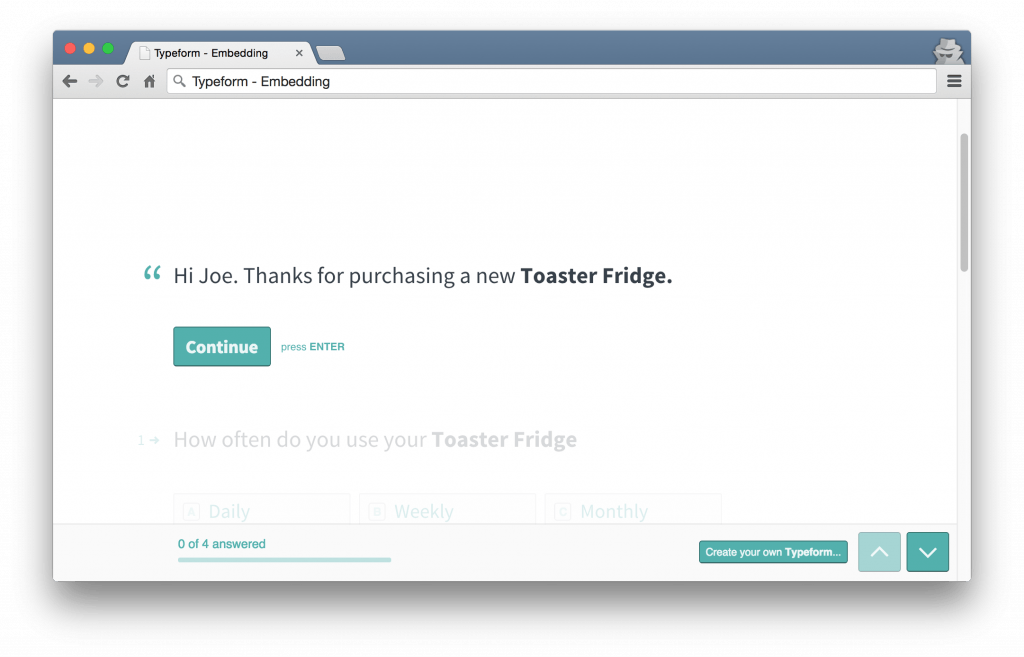 Typeform - Embedding
Typeform - Embedding
“ Hi Joe. Thanks for purchasing a new Toaster Fridge.
Continue press ENTER
1 → How often do you use your Toaster Fridge
A Daily B Weekly C Monthly
0 of 4 answered
Create your own Typeform...